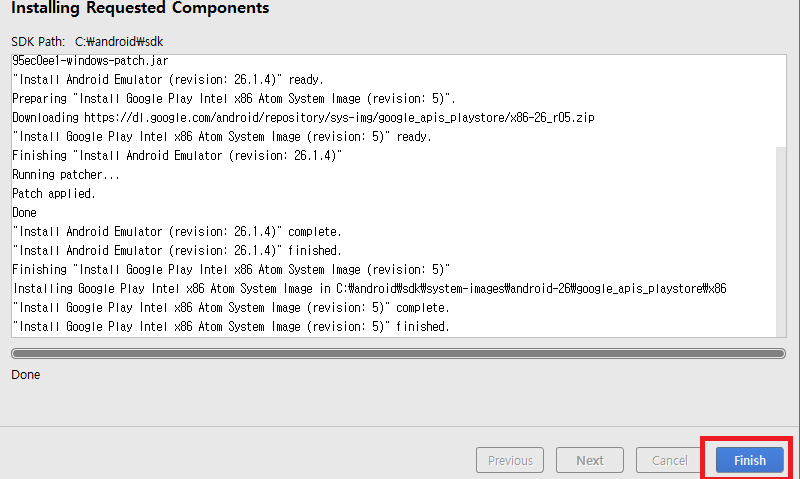 Installing Requested Components
SDK Path: C:₩android₩sdk
95ec0ee1-windows-patch.jar
"Install Android Emulator (revision: 26.1.4)" ready.
Preparing "Install Google Play Intel x86 Atom System Image (revision: 5)".
Downloading https://dl.google.com/android/repository/sys-img/google_apis_playstore/x86-26_r05.zip
"Install Google Play Intel x86 Atom System Image (revision: 5)" ready.
Finishing "Install Android Emulator (revision: 26.1.4)"
Running patcher...
Patch applied.
Done
"Install Android Emulator (revision: 26.1.4)" complete.
"Install Android Emulator (revision: 26.1.4)" finished.
Finishing "Install Google Play Intel x86 Atom System Image (revision: 5)"
Installing Google Play Intel x86 Atom System Image in C:₩android₩sdk₩system-images₩android-26₩google_apis_playstore₩x86
"Install Google Play Intel x86 Atom System Image (revision: 5)" complete.
"Install Google Play Intel x86 Atom System Image (revision: 5)" finished.
Done
Previous Next Cancel Finish